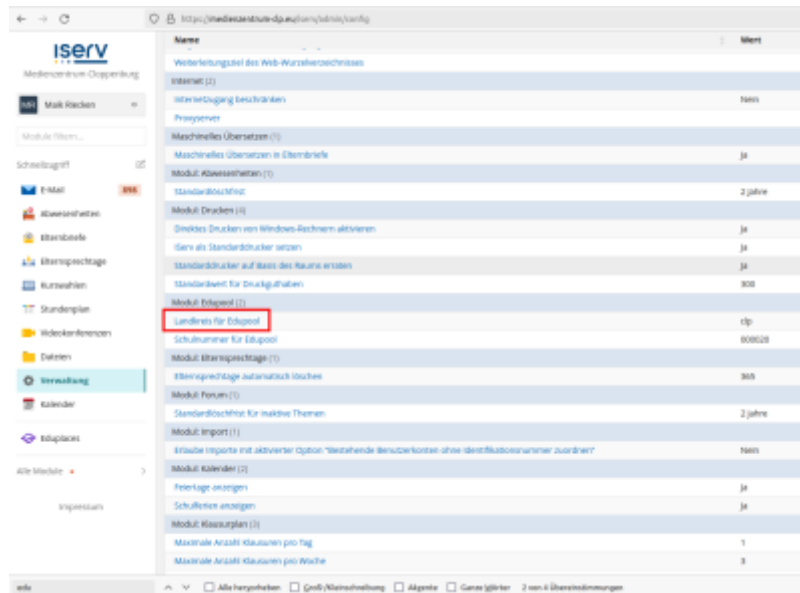 https://medienzentrum-clp.eu/iserv/admin/config
IServ
Medienzentrum Cloppenburg
MR Maik Riecken
Module filtern...
Schnellzugriff
E-Mail
Abwesenheiten
Elternbriefe
Elternsprechtage
Kurswahlen
Stundenplan
Videokonferenzen
Dateien
Verwaltung
Kalender
Eduplaces
Alle Module
Impressum
Name Wert
Weiterleitungsziel des Web-Wurzelverzeichnisses
Internet (2)
Internetzugang beschränken Nein
Proxyserver
Maschinelles Übersetzen (1)
Maschinelles Übersetzen in Elternbriefe Ja
Modul: Abwesenheiten (1)
Standardlöschfrist 2 Jahre
Modul: Drucken (4)
Direktes Drucken von Windows-Rechnern aktivieren Ja
IServ als Standarddrucker setzen Ja
Standarddrucker auf Basis des Raums erraten Ja
Standardwert für Druckguthaben 300
Modul: Edupool (2)
Landkreis für Edupool clp
Schulnummer für Edupool
Modul: Elternsprechtage (1)
Elternsprechtage automatisch löschen 365
Modul: Forum (1)
Standardlöschfrist für inaktive Themen 2 Jahre
Modul: Import (1)
Erlaube Importe mit aktivierter Option "Bestehende Benutzerkonten ohne Identifikationsnummer zuordnen" Nein
Modul: Kalender (2)
Feiertage anzeigen Ja
Schulferien anzeigen Ja
Modul: Klausurplan (3)
Maximale Anzahl Klausuren pro Tag 1
Maximale Anzahl Klausuren pro Woche 3
edu Alle hervorheben Groß-/Kleinschreibung Akzente Ganze Wörter 2 von 4 Übereinstimmungen